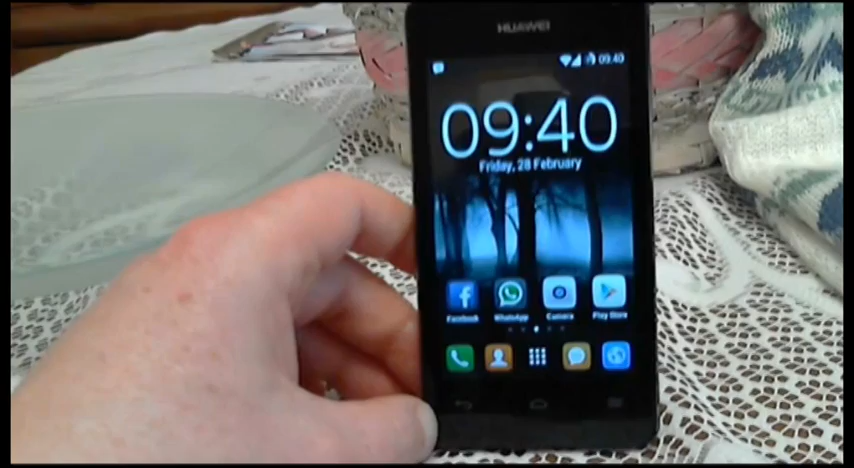 HUAWEI
09:40
09:40
Friday, 28 February
Facebook WhatsApp Camera Play Store